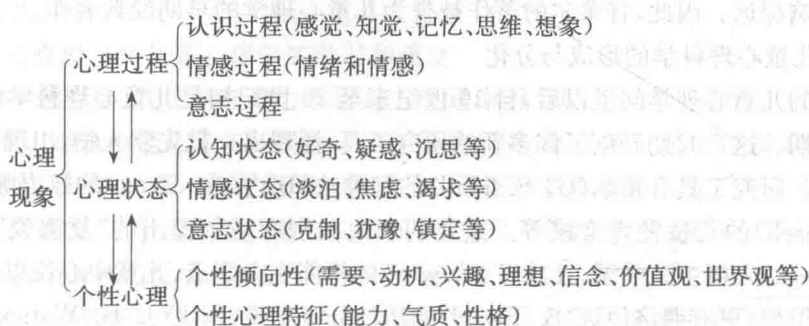 认识过程(感觉、知觉、记忆、思维、想象)
心理过程
情感过程(情绪和情感)
意志过程
认知状态(好奇、疑惑、沉思等)
心理
现象
心理状态
情感状态(淡泊、焦虑、渴求等)
意志状态(克制、犹豫、镇定等)
个性倾向性(需要、动机、兴趣、理想、信念、价值观、世界观等)
个性心理
个性心理特征(能力、气质、性格)